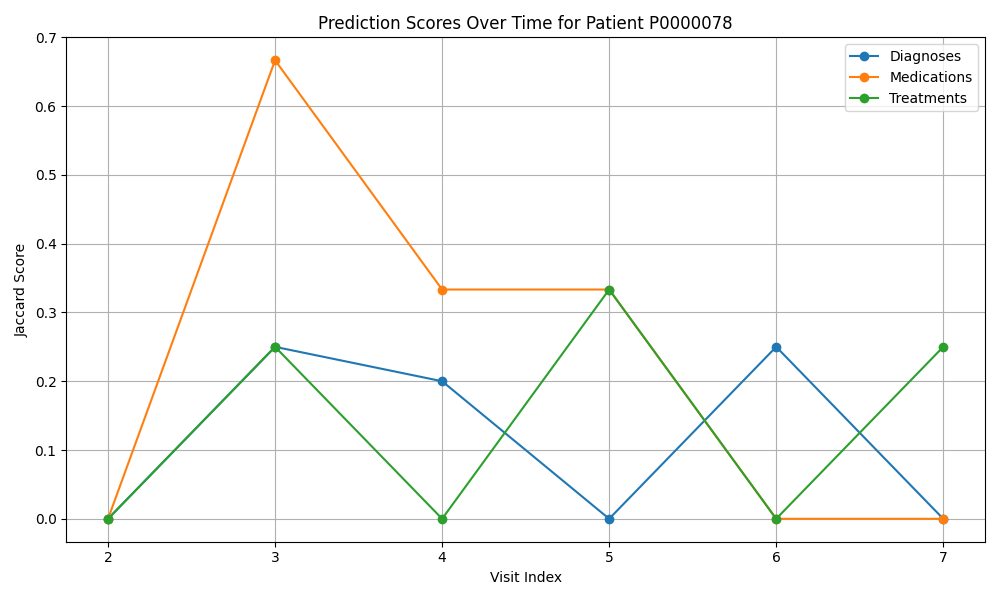 Prediction Scores Over Time for Patient P0000078
Diagnoses
Medications
Treatments
Jaccard Score
0.7
0.6
0.5
0.4
0.3
0.2
0.1
0.0
2 3 4 5 6 7
Visit Index